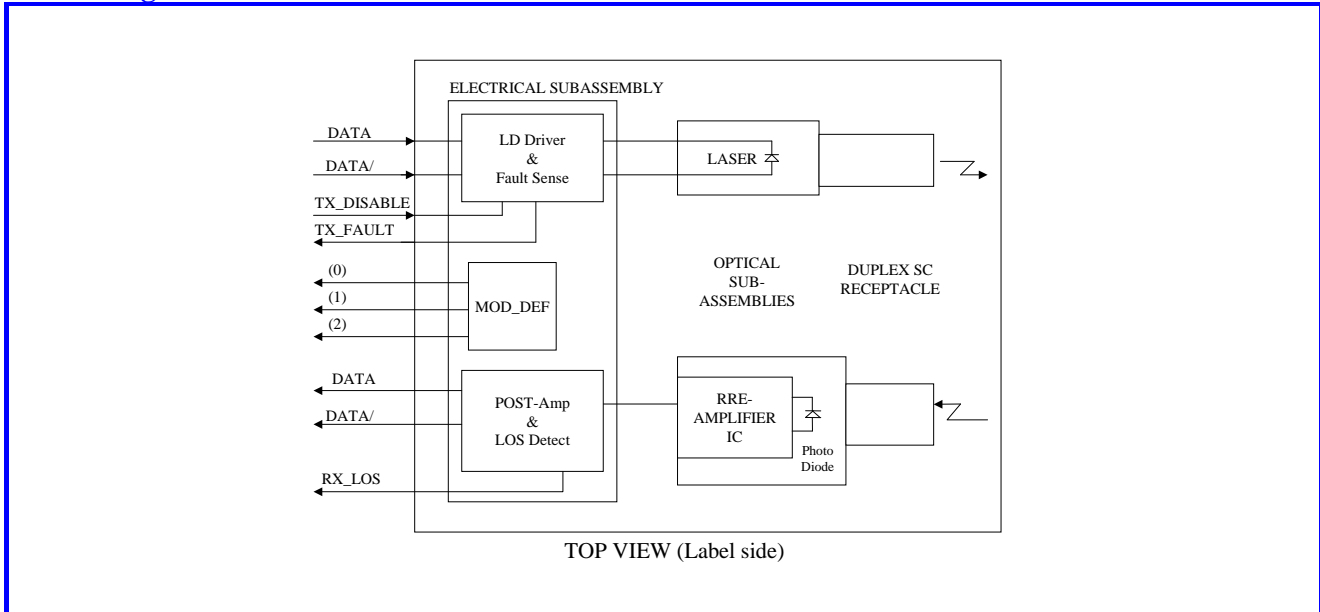 ELECTRICAL SUBASSEMBLY
DATA
DATA/
TX_DISABLE
TX_FAULT
LD Driver
&
Fault Sense
LASER
(0)
(1)
(2)
MOD_DEF
OPTICAL
SUB-
ASSEMBLIES
DUPLEX SC
RECEPTACLE
DATA
DATA/
RX_LOS
POST-Amp
&
LOS Detect
RRE-
AMPLIFIER
IC
Photo
Diode
TOP VIEW (Label side)